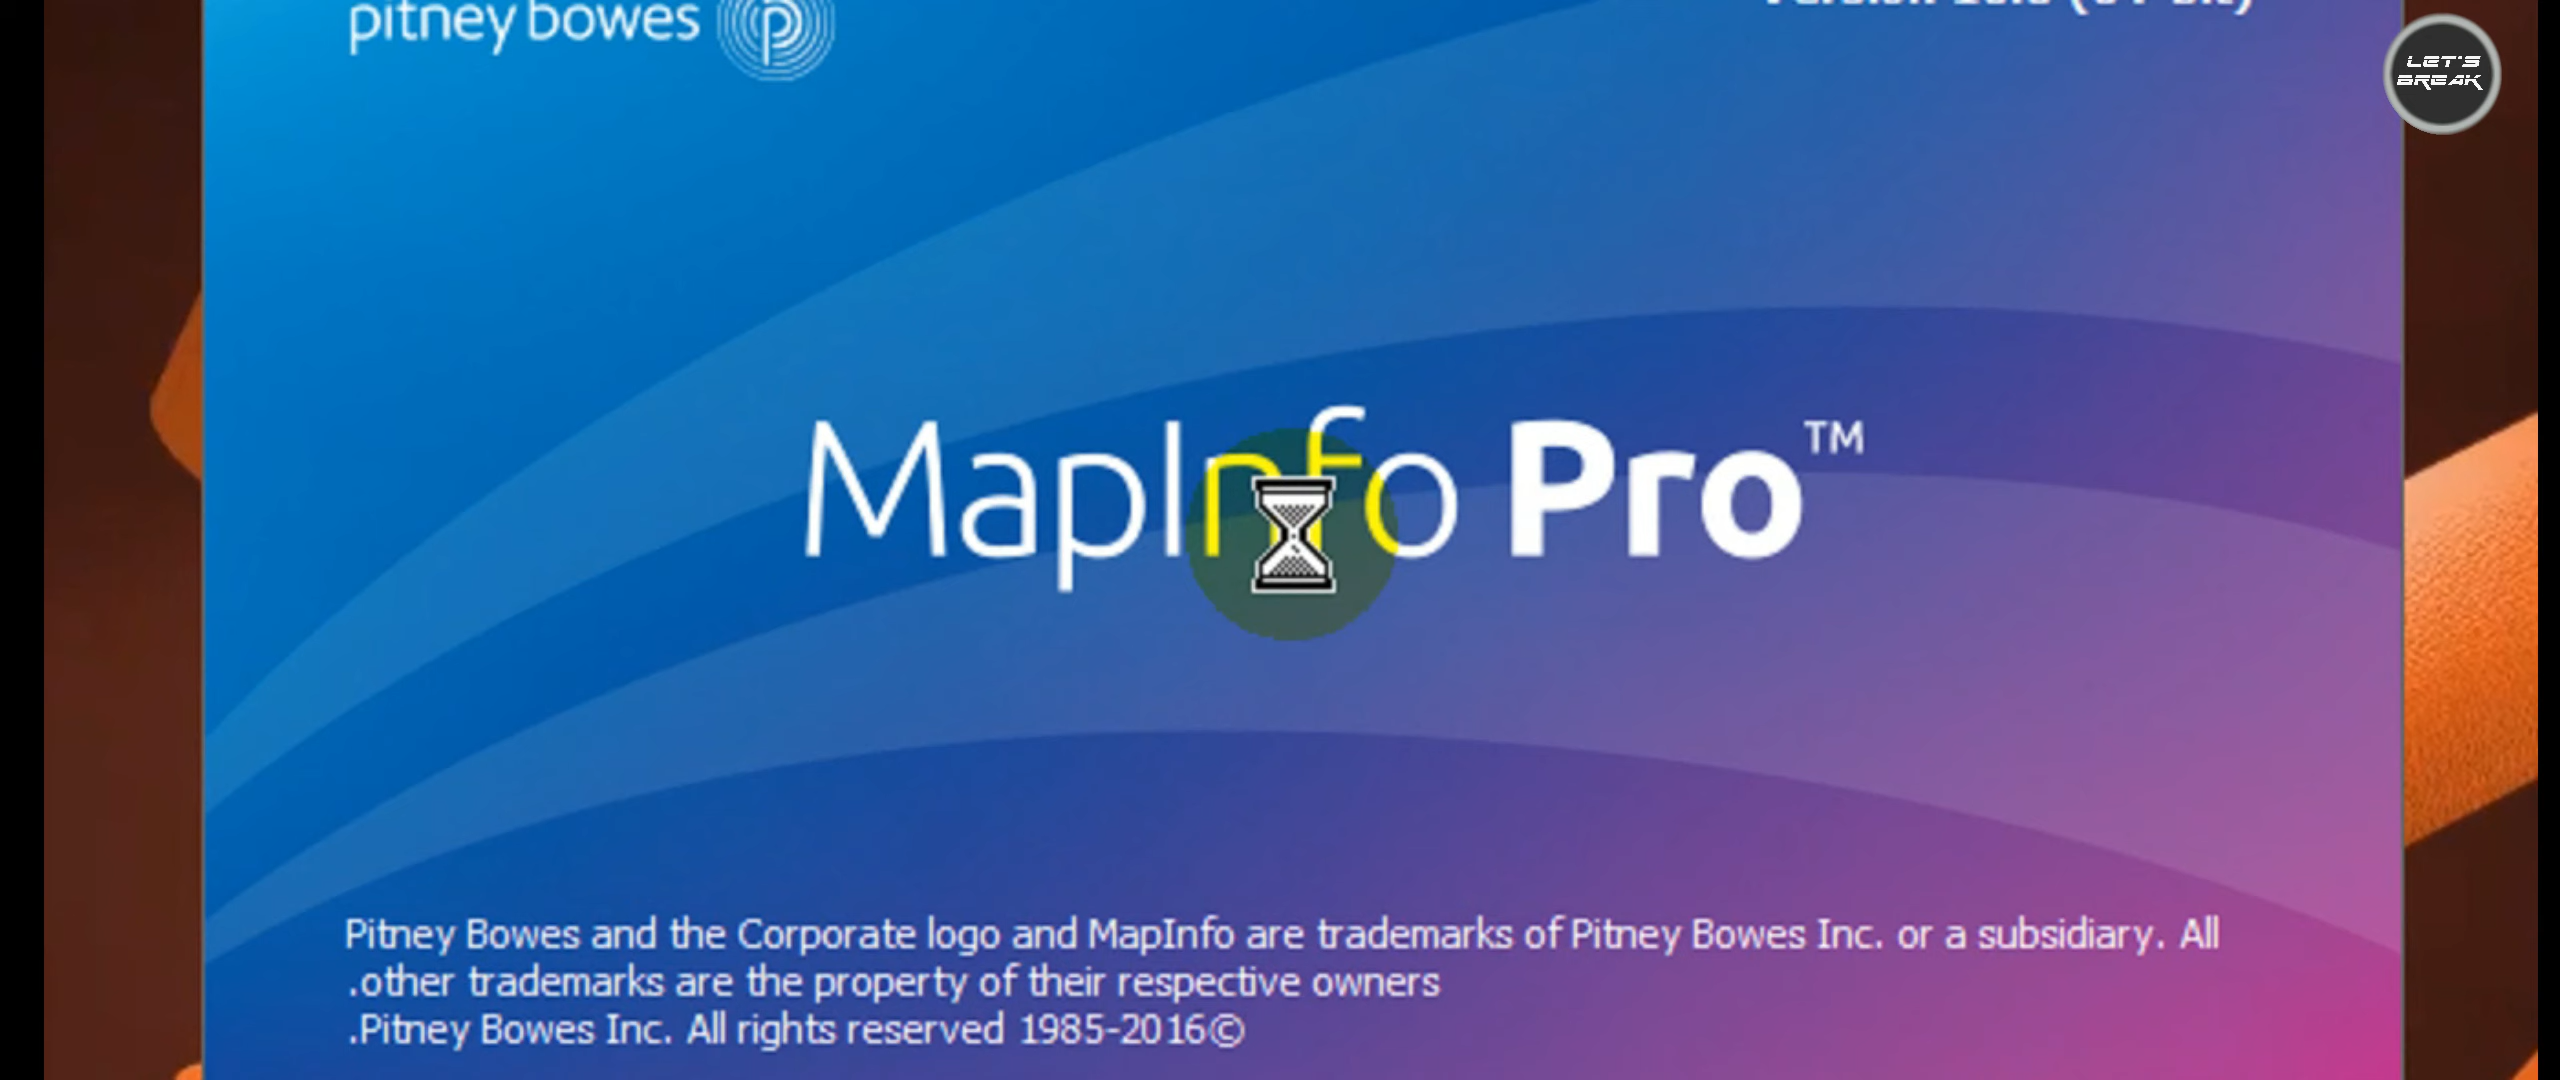 pitney bowes
LET'S
BREAK
MapInfo Pro™
Pitney Bowes and the Corporate logo and MapInfo are trademarks of Pitney Bowes Inc. or a subsidiary. All
.other trademarks are the property of their respective owners
.Pitney Bowes Inc. All rights reserved 1985-2016©